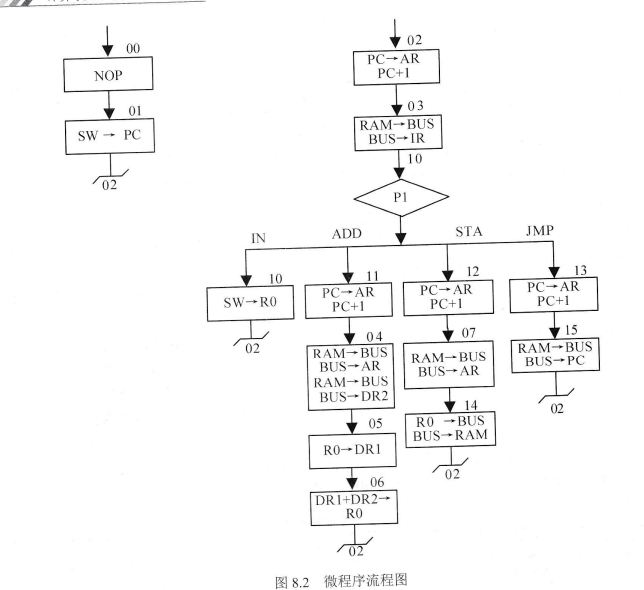 00
NOP
01
SW → PC
02
02
PC→AR
PC+1
03
RAM→BUS
BUS→IR
10
P1
IN
ADD
STA
JMP
10
SW→R0
02
11
PC→AR
PC+1
04
RAM→BUS
BUS→AR
RAM→BUS
BUS→DR2
05
R0→DR1
06
DR1+DR2→
R0
02
12
PC→AR
PC+1
07
RAM→BUS
BUS→AR
14
R0 →BUS
BUS→RAM
02
13
PC→AR
PC+1
15
RAM→BUS
BUS→PC
02
图 8.2 微程序流程图